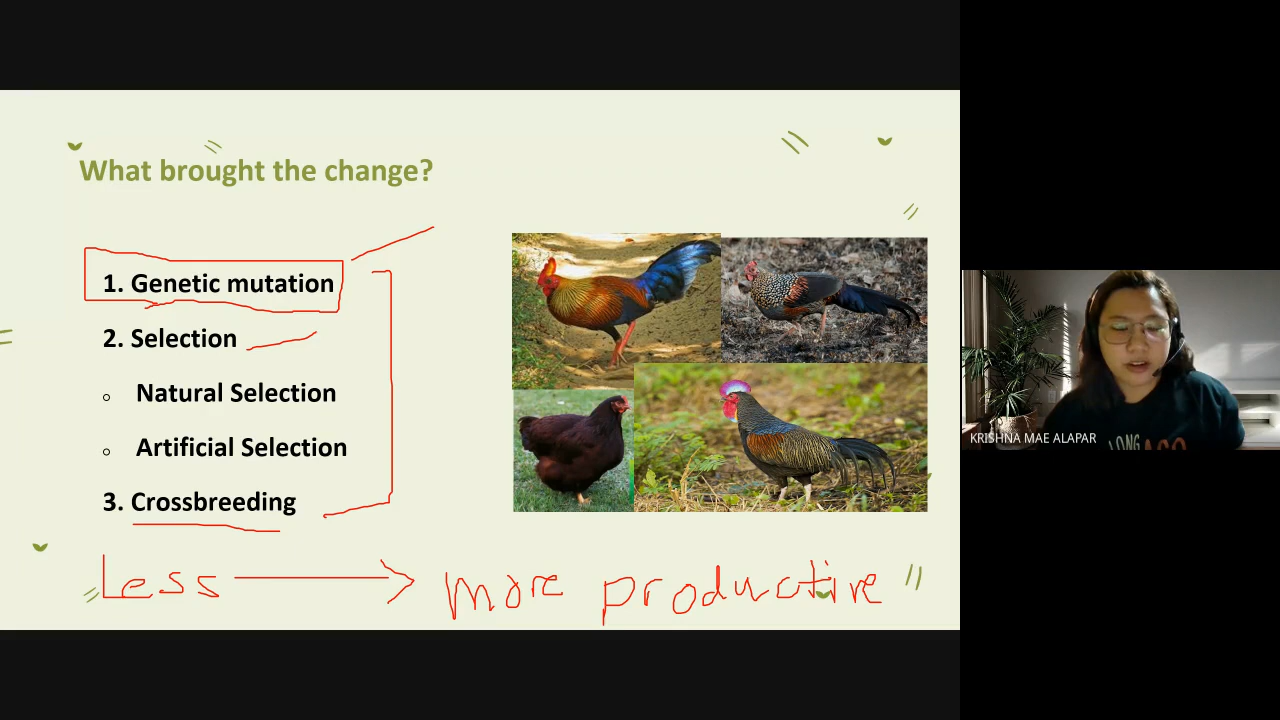 What brought the change?
1. Genetic mutation
2. Selection
Natural Selection
Artificial Selection
3. Crossbreeding
Less → more productive
KRISHNA MAE ALAPAR
LONG